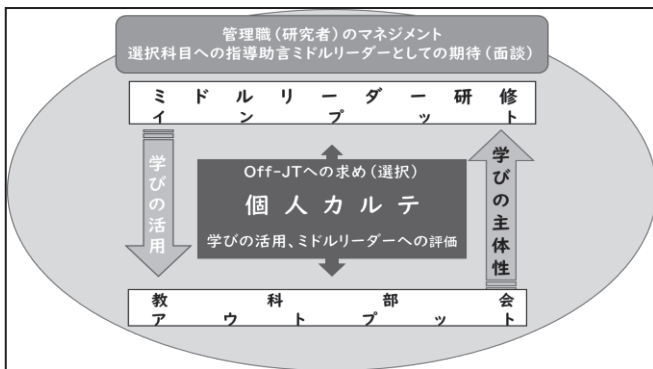 管理職（研究者）のマネジメント
選択科目への指導助言ミドルリーダーとしての期待（面談）
ミドルリーダー研修
インプット
学びの活用
Off-JTへの求め（選択）
個人カルテ
学びの活用、ミドルリーダーへの評価
学びの主体性
教科部会
アウトプット